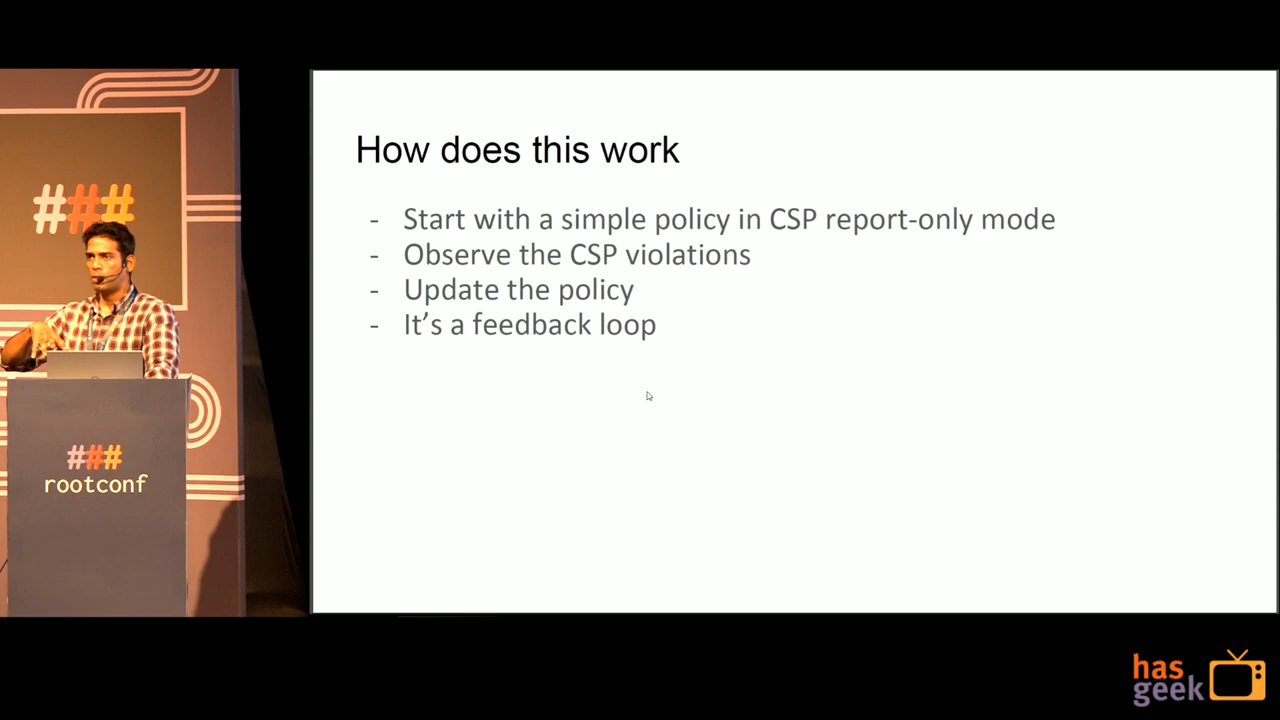 ###
How does this work
- Start with a simple policy in CSP report-only mode
- Observe the CSP violations
- Update the policy
- It's a feedback loop
###
rootconf
has
geek